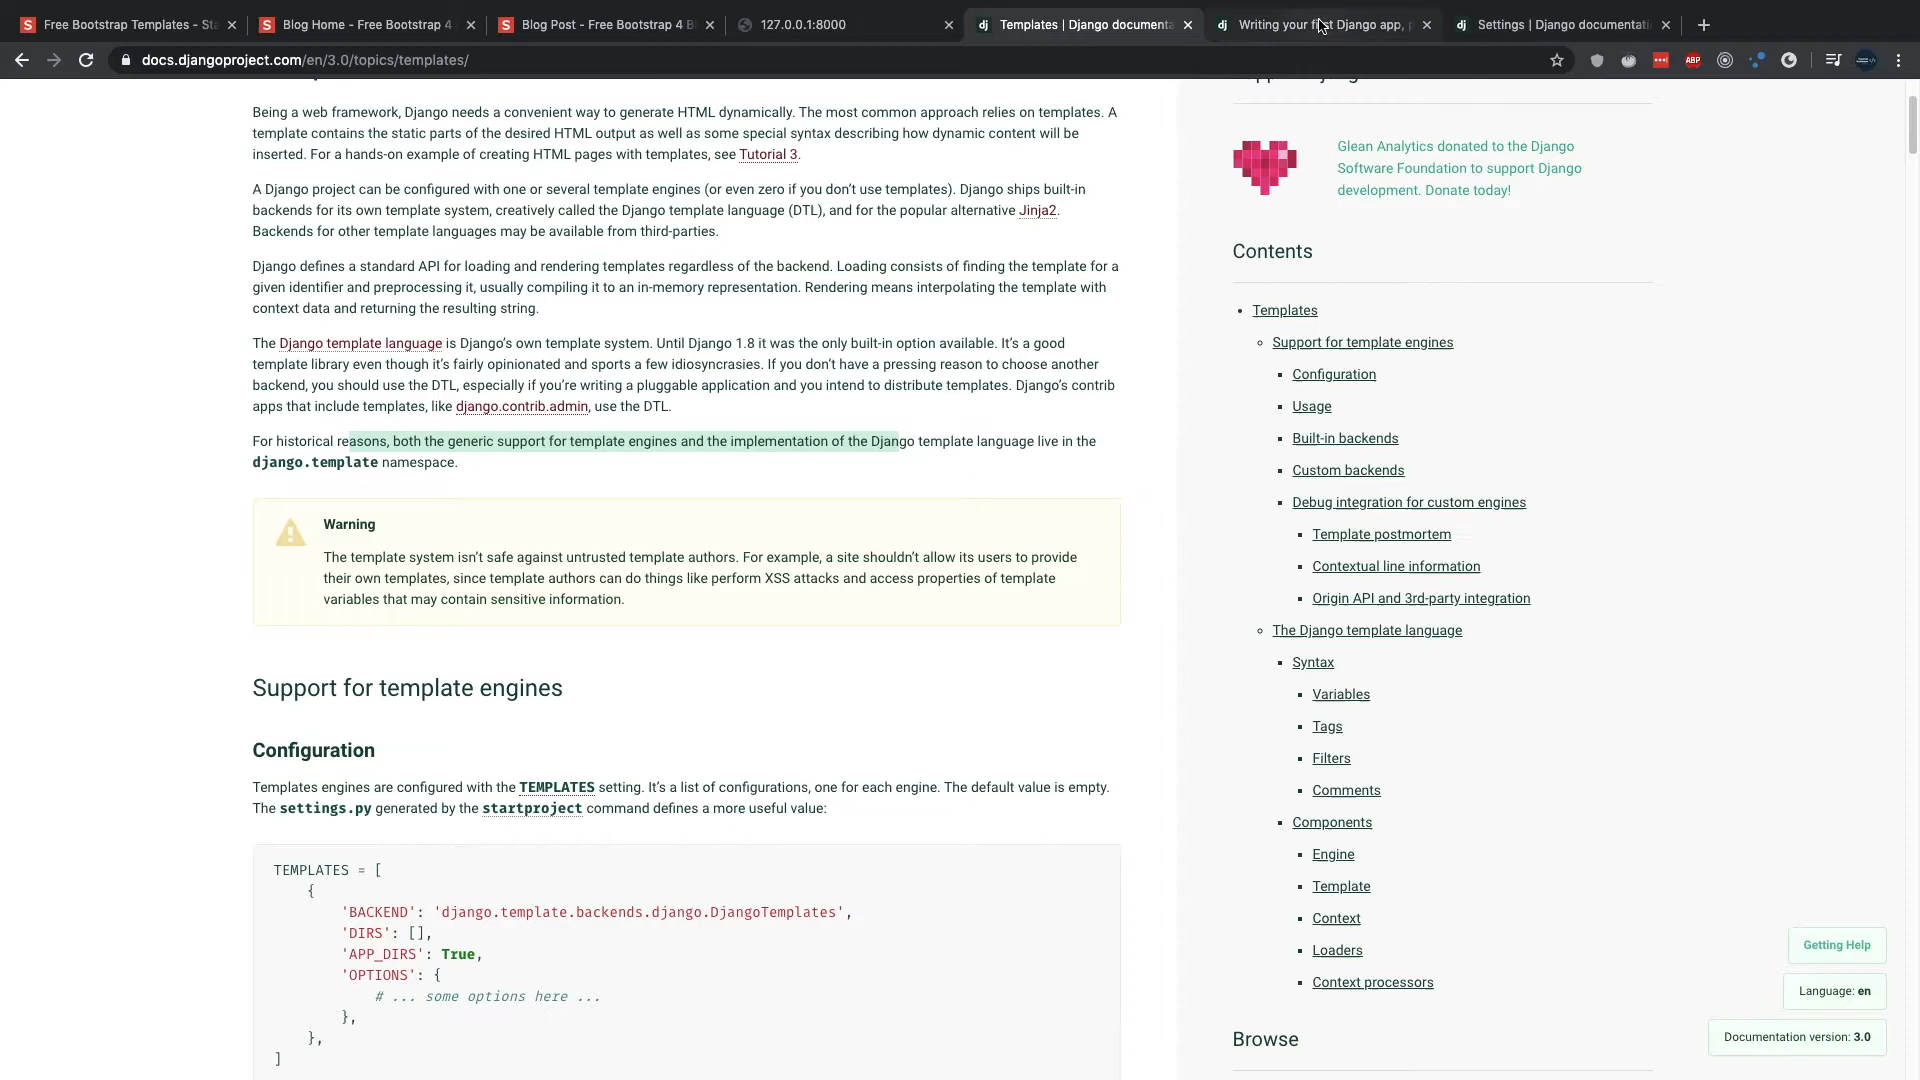 Free Bootstrap Templates - Sta
Blog Home - Free Bootstrap 4
Blog Post - Free Bootstrap 4 B
127.0.0.1:8000
Templates | Django documenta
Writing your first Django app, p
Settings | Django documentati
docs.djangoproject.com/en/3.0/topics/templates/
ABP
Being a web framework, Django needs a convenient way to generate HTML dynamically. The most common approach relies on templates. A
template contains the static parts of the desired HTML output as well as some special syntax describing how dynamic content will be
inserted. For a hands-on example of creating HTML pages with templates, see Tutorial 3.
A Django project can be configured with one or several template engines (or even zero if you don’t use templates). Django ships built-in
backends for its own template system, creatively called the Django template language (DTL), and for the popular alternative Jinja2.
Backends for other template languages may be available from third-parties.
Django defines a standard API for loading and rendering templates regardless of the backend. Loading consists of finding the template for a
given identifier and preprocessing it, usually compiling it to an in-memory representation. Rendering means interpolating the template with
context data and returning the resulting string.
The Django template language is Django’s own template system. Until Django 1.8 it was the only built-in option available. It’s a good
template library even though it’s fairly opinionated and sports a few idiosyncrasies. If you don’t have a pressing reason to choose another
backend, you should use the DTL, especially if you’re writing a pluggable application and you intend to distribute templates. Django’s contrib
apps that include templates, like django.contrib.admin, use the DTL.
For historical reasons, both the generic support for template engines and the implementation of the Django template language live in the
django.template namespace.
Warning
The template system isn’t safe against untrusted template authors. For example, a site shouldn’t allow its users to provide
their own templates, since template authors can do things like perform XSS attacks and access properties of template
variables that may contain sensitive information.
Support for template engines
Configuration
Templates engines are configured with the TEMPLATES setting. It’s a list of configurations, one for each engine. The default value is empty.
The settings.py generated by the startproject command defines a more useful value:
TEMPLATES = [
{
'BACKEND': 'django.template.backends.django.DjangoTemplates',
'DIRS': [],
'APP_DIRS': True,
'OPTIONS': {
# ... some options here ...
},
},
]
Glean Analytics donated to the Django
Software Foundation to support Django
development. Donate today!
Contents
Templates
Support for template engines
Configuration
Usage
Built-in backends
Custom backends
Debug integration for custom engines
Template postmortem
Contextual line information
Origin API and 3rd-party integration
The Django template language
Syntax
Variables
Tags
Filters
Comments
Components
Engine
Template
Context
Loaders
Context processors
Browse
Getting Help
Language: en
Documentation version: 3.0